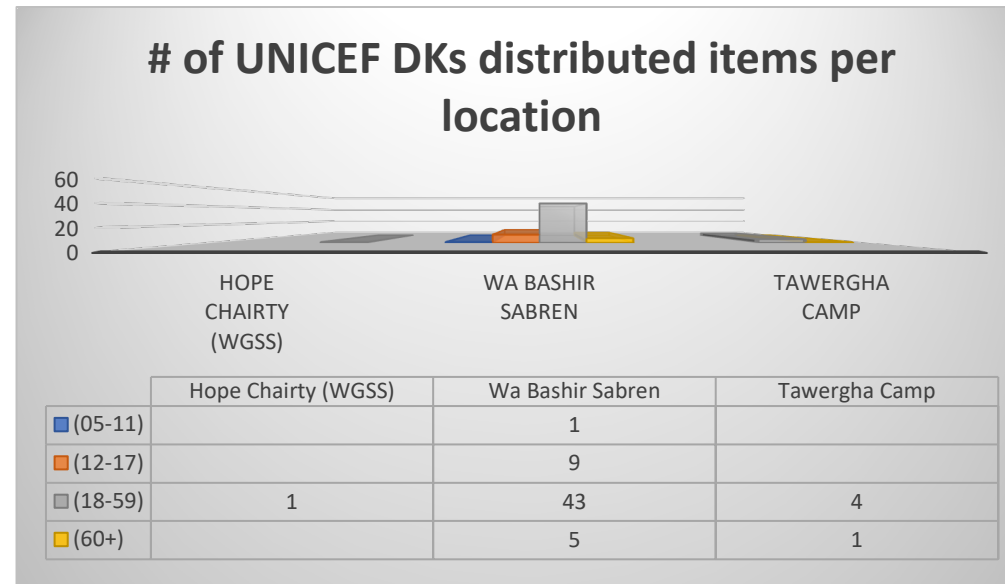 # of UNICEF DKs distributed items per
location
60
40
20
0
HOPE
CHAIRTY
(WGSS)
WA BASHIR
SABREN
TAWERGHA
CAMP
Hope Chairty (WGSS) Wa Bashir Sabren Tawergha Camp
(05-11) 1
(12-17) 9
(18-59) 1 43 4
(60+) 5 1